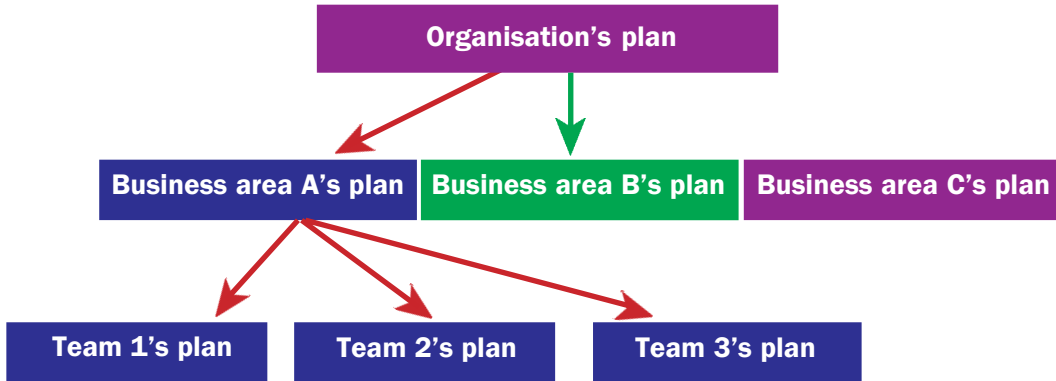 Organisation’s plan
Business area A’s plan
Business area B’s plan
Business area C’s plan
Team 1’s plan
Team 2’s plan
Team 3’s plan